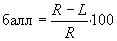 балл = (R − L)/R · 100